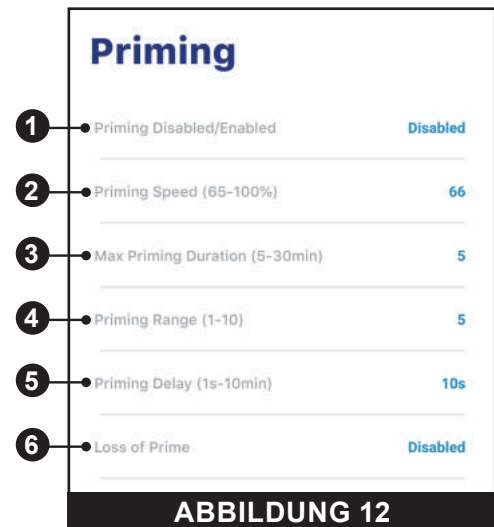 Priming
1 Priming Disabled/Enabled Disabled
2 Priming Speed (65-100%) 66
3 Max Priming Duration (5-30min) 5
4 Priming Range (1-10) 5
5 Priming Delay (1s-10min) 10s
6 Loss of Prime Disabled
ABBILDUNG 12